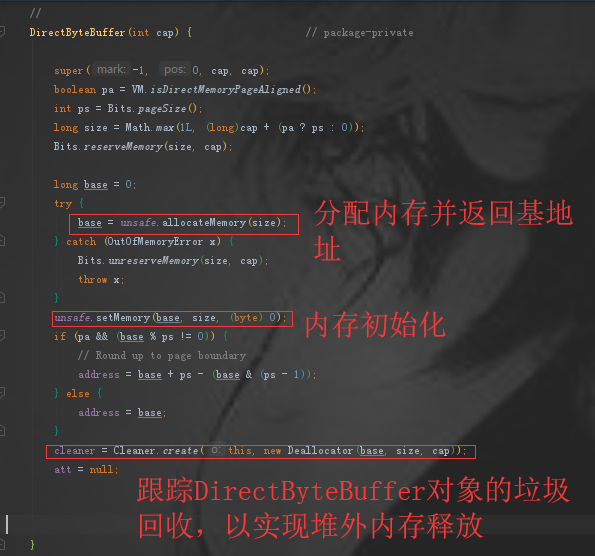 //
DirectByteBuffer(int cap) { // package-private
super( mark: -1, pos: 0, cap, cap);
boolean pa = VM.isDirectMemoryPageAligned();
int ps = Bits.pageSize();
long size = Math.max(1L, (long)cap + (pa ? ps : 0));
Bits.reserveMemory(size, cap);
long base = 0;
try {
base = unsafe.allocateMemory(size);
分配内存并返回基地
址
} catch (OutOfMemoryError x) {
Bits.unreserveMemory(size, cap);
throw x;
}
unsafe.setMemory(base, size, (byte) 0);
内存初始化
if (pa && (base % ps != 0)) {
// Round up to page boundary
address = base + ps - (base & (ps - 1));
} else {
address = base;
}
cleaner = Cleaner.create( o: this, new Deallocator(base, size, cap));
att = null;
跟踪DirectByteBuffer对象的垃圾
回收，以实现堆外内存释放
}